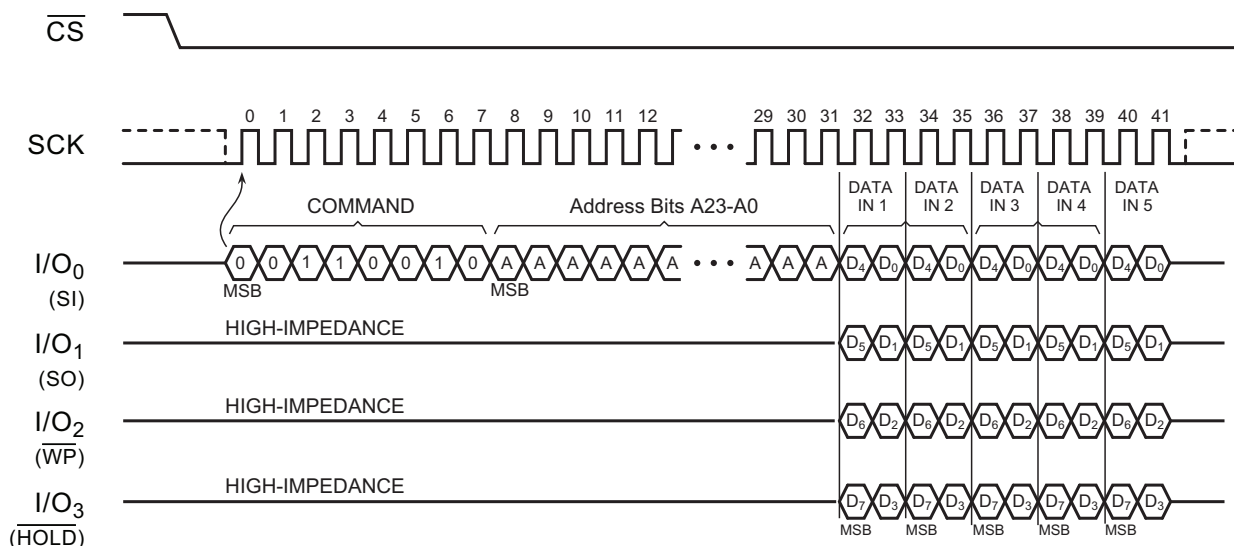 CS
SCK
0 1 2 3 4 5 6 7 8 9 10 11 12 29 30 31 32 33 34 35 36 37 38 39 40 41
COMMAND
Address Bits A23-A0
DATA IN 1
DATA IN 2
DATA IN 3
DATA IN 4
DATA IN 5
I/O₀
(SI)
0 0 1 1 0 0 1 0 A A A A A A A A A D₄ D₀ D₄ D₀ D₄ D₀ D₄ D₀ D₄ D₀
MSB MSB
I/O₁
(SO)
HIGH-IMPEDANCE
D₅ D₁ D₅ D₁ D₅ D₁ D₅ D₁ D₅ D₁
I/O₂
(WP)
HIGH-IMPEDANCE
D₆ D₂ D₆ D₂ D₆ D₂ D₆ D₂ D₆ D₂
I/O₃
(HOLD)
HIGH-IMPEDANCE
D₇ D₃ D₇ D₃ D₇ D₃ D₇ D₃ D₇ D₃
MSB MSB MSB MSB MSB